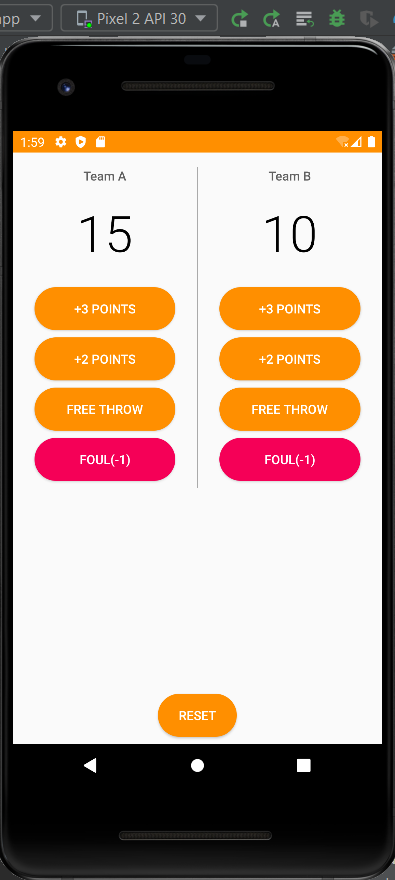 app Pixel 2 API 30
1:59
Team A Team B
15 10
+3 POINTS +3 POINTS
+2 POINTS +2 POINTS
FREE THROW FREE THROW
FOUL(-1) FOUL(-1)
RESET